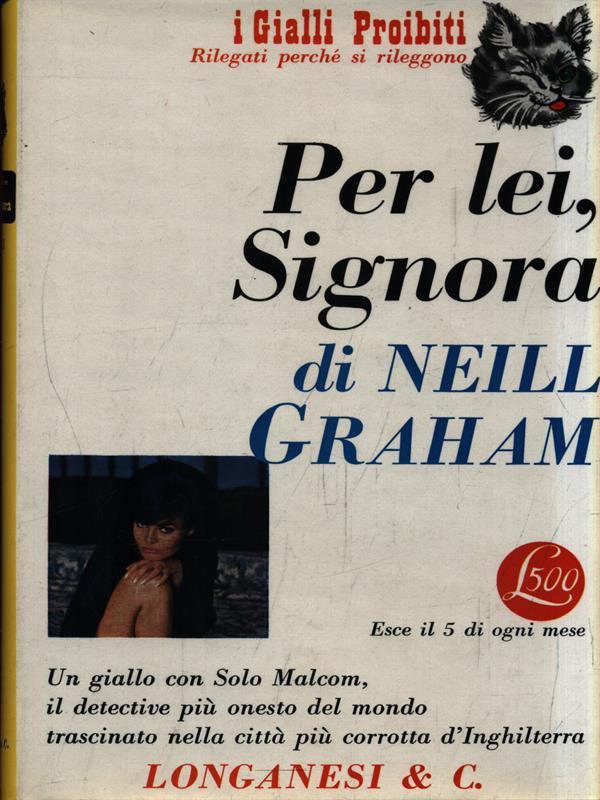 i Gialli Proibiti
Rilegati perché si rileggono
Per lei,
Signora
di NEILL
GRAHAM
L500
Esce il 5 di ogni mese
Un giallo con Solo Malcom,
il detective più onesto del mondo
trascinato nella città più corrotta d'Inghilterra
LONGANESI & C.